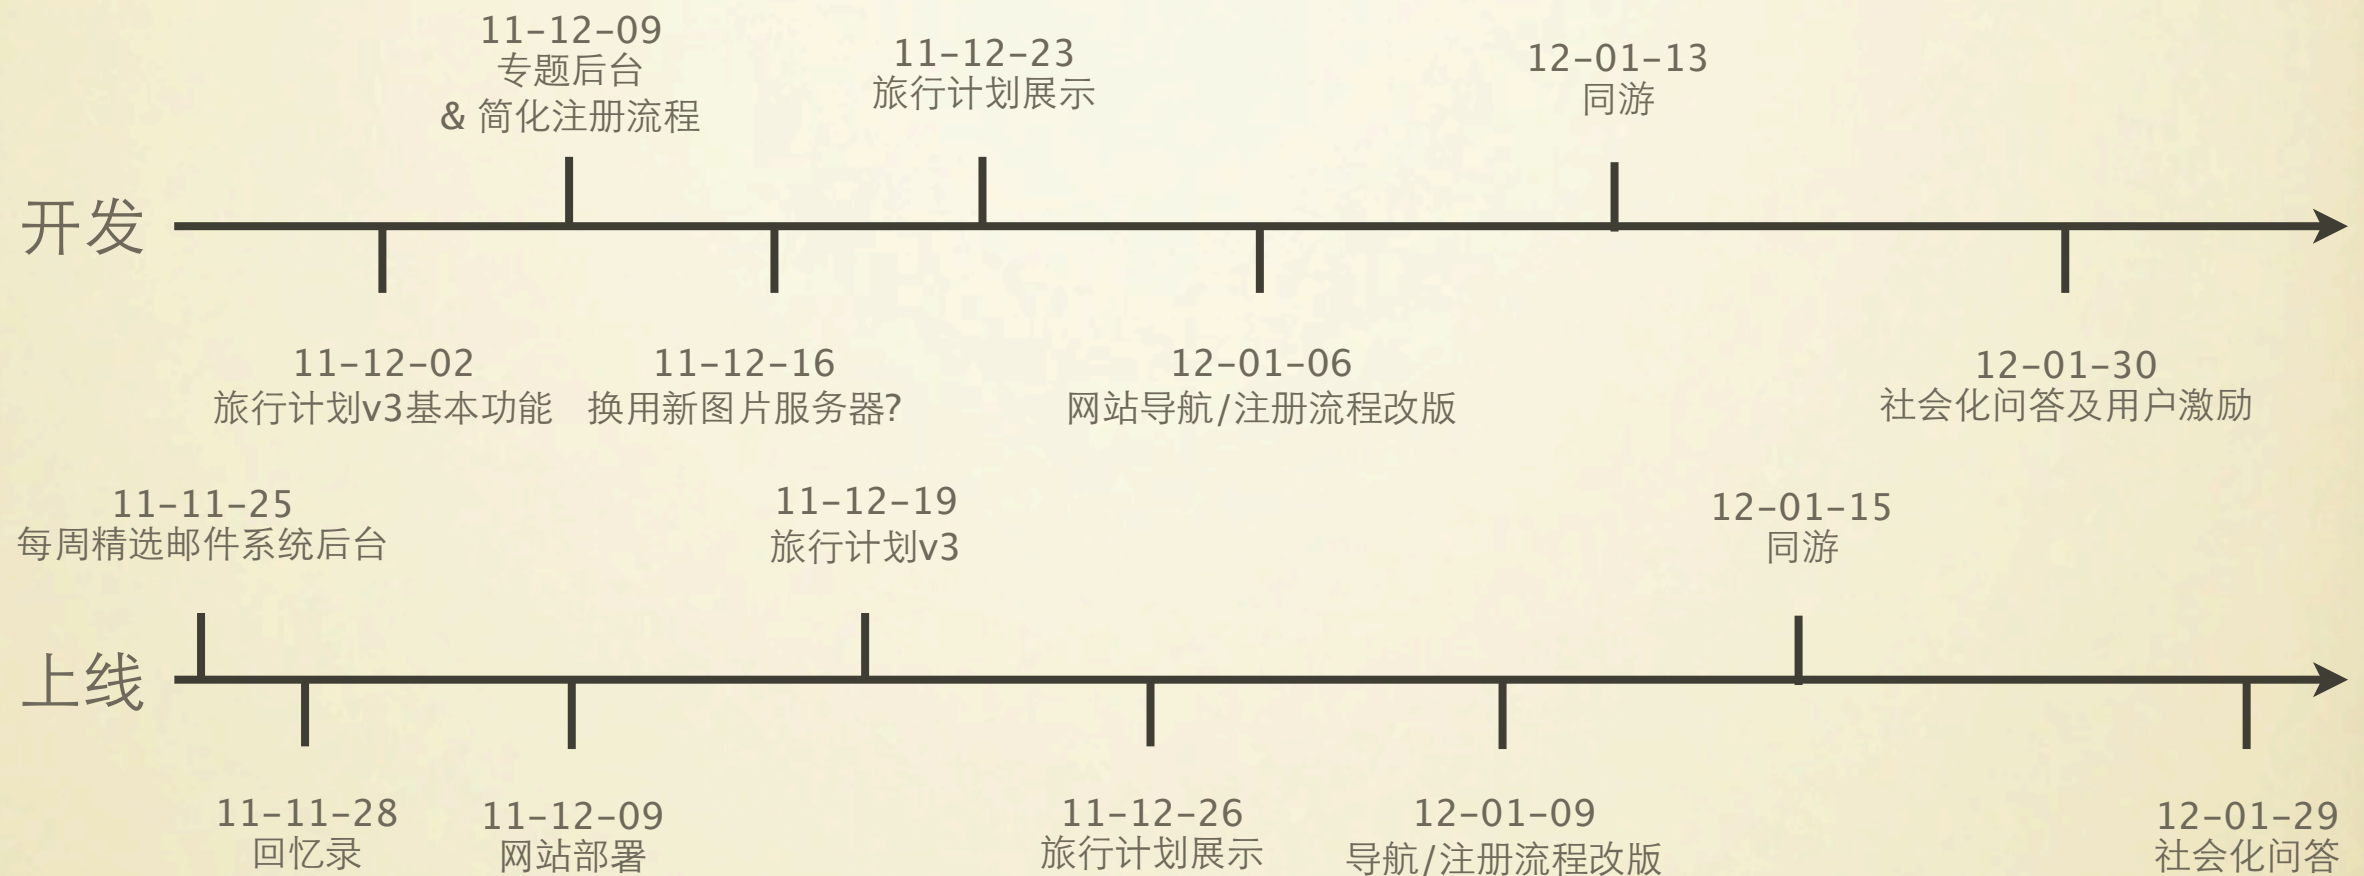 11-12-09
专题后台
& 简化注册流程
11-12-23
旅行计划展示
12-01-13
同游
开发
11-12-02
旅行计划v3基本功能
11-12-16
换用新图片服务器?
12-01-06
网站导航/注册流程改版
12-01-30
社会化问答及用户激励
11-11-25
每周精选邮件系统后台
11-12-19
旅行计划v3
12-01-15
同游
上线
11-11-28
回忆录
11-12-09
网站部署
11-12-26
旅行计划展示
12-01-09
导航/注册流程改版
12-01-29
社会化问答